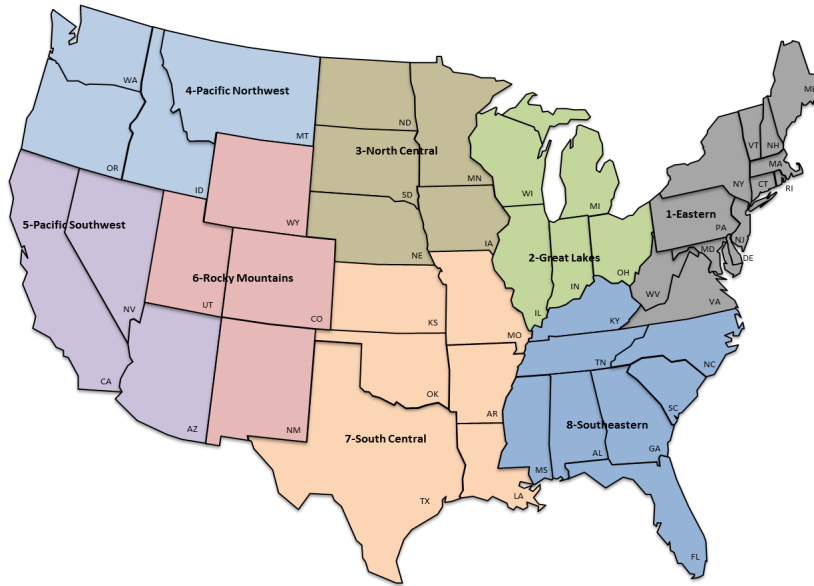 ME
WA
4-Pacific Northwest
ND
MT
VT
NH
3-North Central
MA
OR
MN
NY
CT
RI
ID
SD
WI
MI
WY
1-Eastern
5-Pacific Southwest
PA
NJ
IA
MD
NE
2-Great Lakes
DE
6-Rocky Mountains
OH
IN
WV
NV
UT
VA
IL
CO
KS
KY
MO
TN
NC
CA
OK
SC
AR
AZ
NM
8-Southeastern
7-South Central
GA
AL
MS
LA
TX
FL